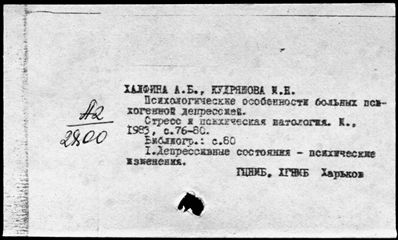 ХАЛФИНА А.Б., КУДРЯШОВА И.Н.
Психологические особенности больных пси-
хогенной депрессией.
Стресс и психическая патология. М.,
1983, с.76-80.
Библиогр.: с.80
1.Депрессивные состояния - психические
изменения.
ГЦНМБ, ХГНМБ Харьков
А2
2800